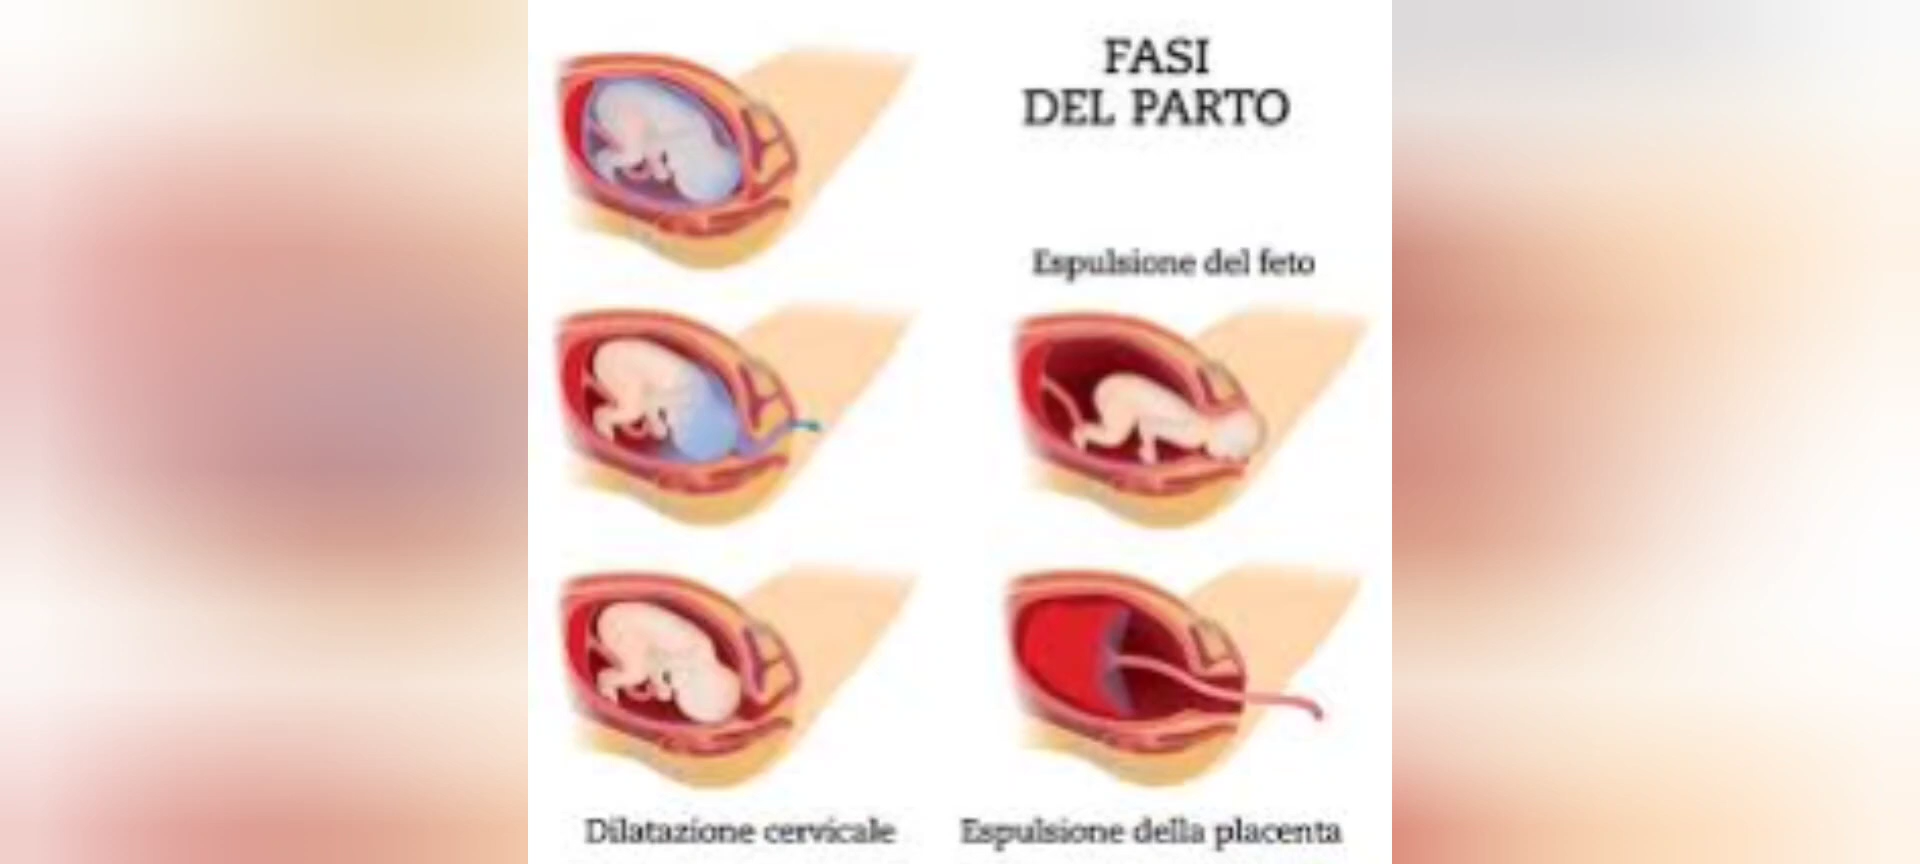 FASI
DEL PARTO
Espulsione del feto
Dilatazione cervicale
Espulsione della placenta